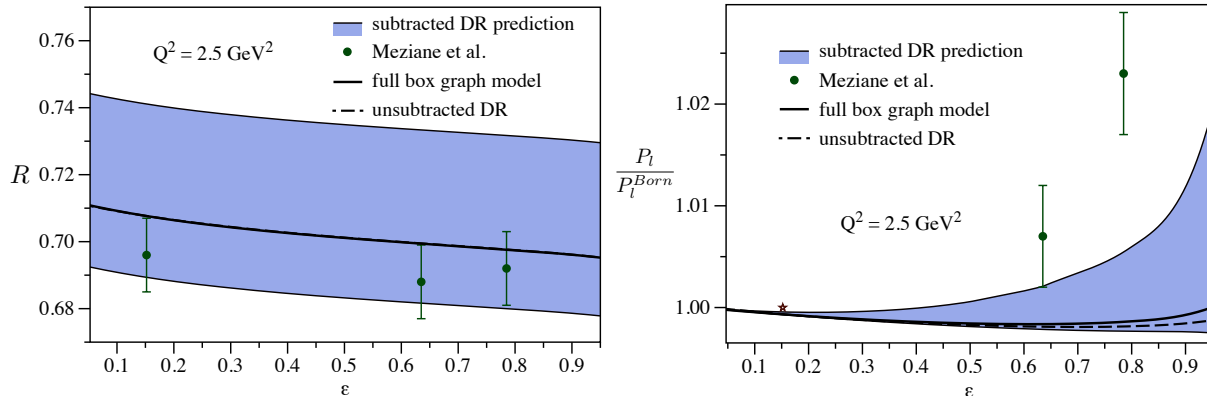 0.76
0.74
0.72
0.70
0.68
R
Q² = 2.5 GeV²
subtracted DR prediction
Meziane et al.
full box graph model
unsubtracted DR
0.1 0.2 0.3 0.4 0.5 0.6 0.7 0.8 0.9
ε
1.02
1.01
1.00
P_l
P_l^{Born}
subtracted DR prediction
Meziane et al.
full box graph model
unsubtracted DR
Q² = 2.5 GeV²
0.1 0.2 0.3 0.4 0.5 0.6 0.7 0.8 0.9
ε